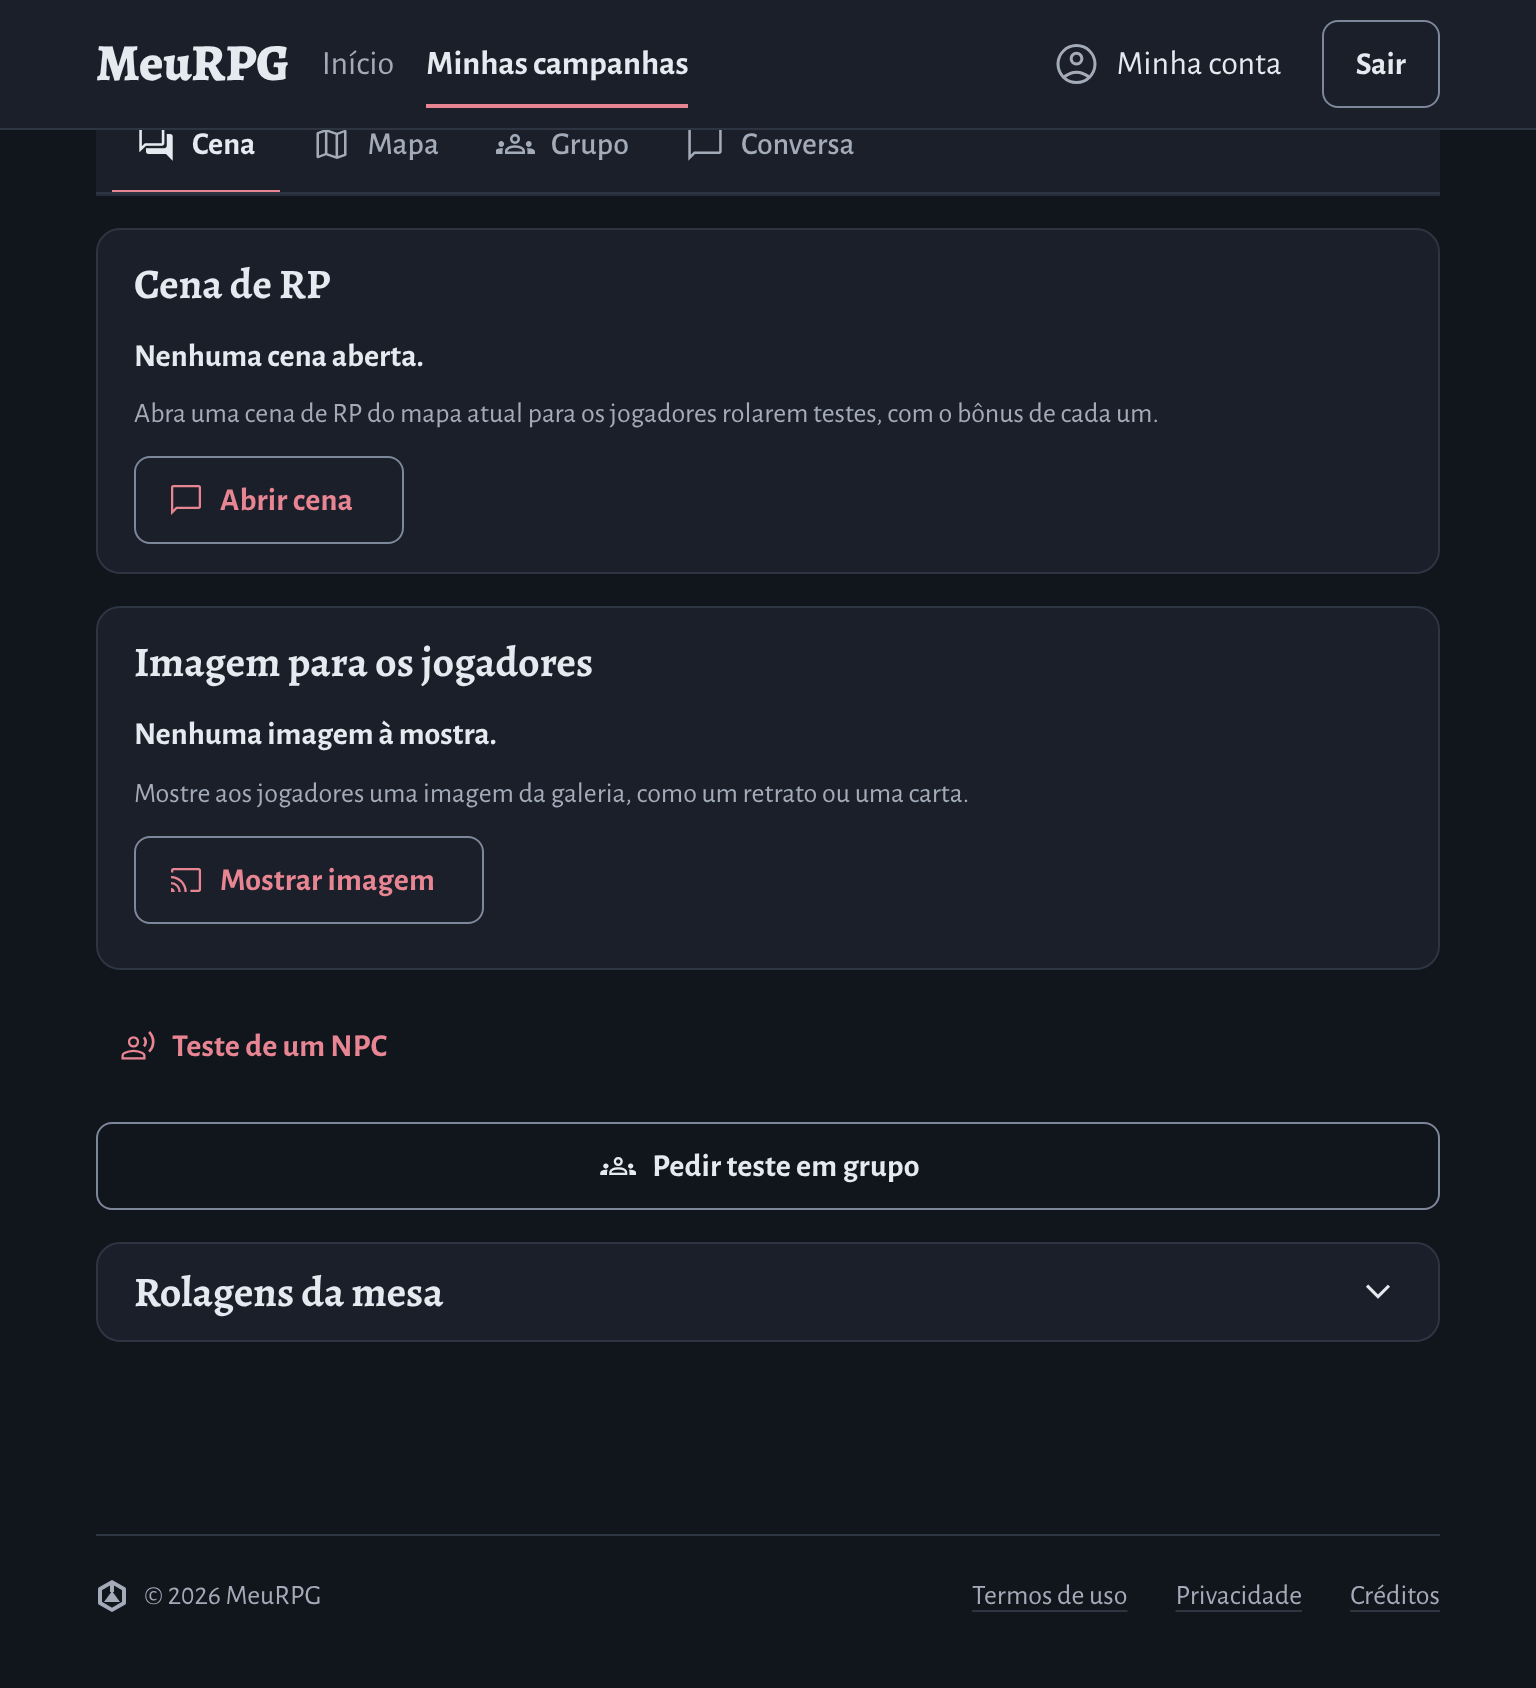 MeuRPG Início Minhas campanhas Minha conta Sair
Cena Mapa Grupo Conversa
Cena de RP
Nenhuma cena aberta.
Abra uma cena de RP do mapa atual para os jogadores rolarem testes, com o bônus de cada um.
Abrir cena
Imagem para os jogadores
Nenhuma imagem à mostra.
Mostre aos jogadores uma imagem da galeria, como um retrato ou uma carta.
Mostrar imagem
Teste de um NPC
Pedir teste em grupo
Rolagens da mesa
© 2026 MeuRPG Termos de uso Privacidade Créditos